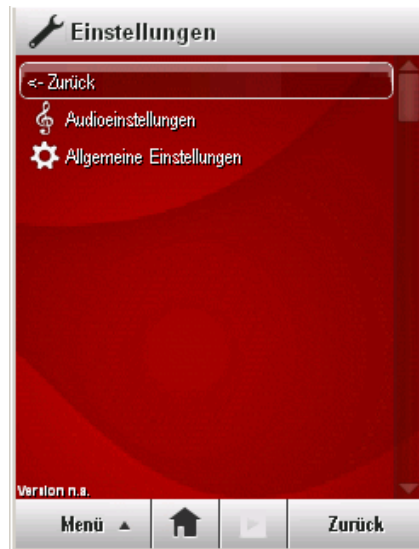 Einstellungen
<- Zurück
Audioeinstellungen
Allgemeine Einstellungen
Version n.a.
Menü ▲ Zurück